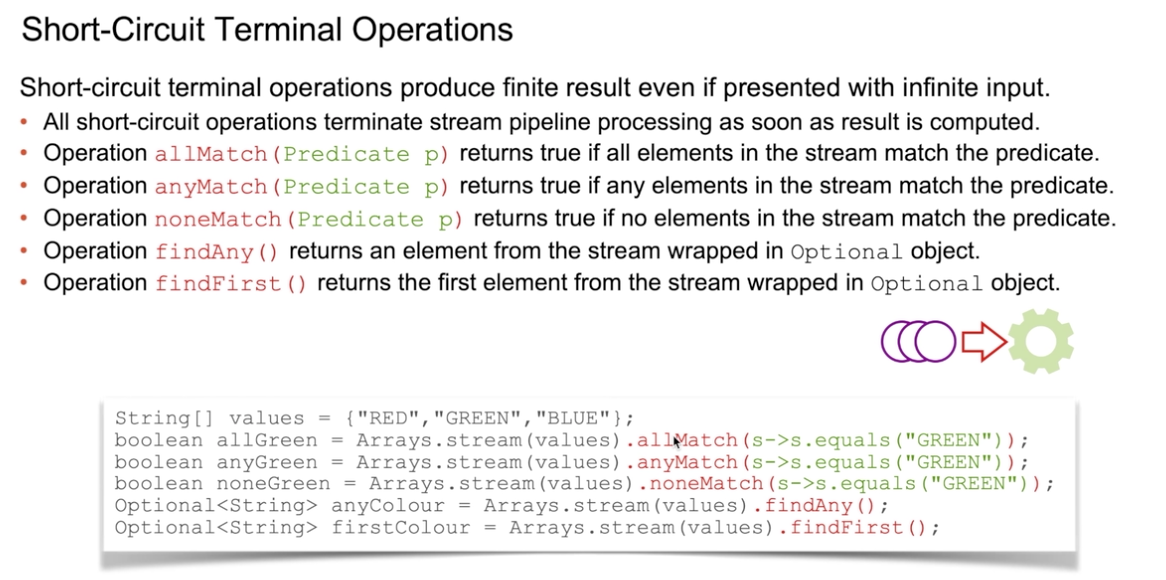 Short-Circuit Terminal Operations
Short-circuit terminal operations produce finite result even if presented with infinite input.
• All short-circuit operations terminate stream pipeline processing as soon as result is computed.
• Operation allMatch(Predicate p) returns true if all elements in the stream match the predicate.
• Operation anyMatch(Predicate p) returns true if any elements in the stream match the predicate.
• Operation noneMatch(Predicate p) returns true if no elements in the stream match the predicate.
• Operation findAny() returns an element from the stream wrapped in Optional object.
• Operation findFirst() returns the first element from the stream wrapped in Optional object.
String[] values = {"RED","GREEN","BLUE"};
boolean allGreen = Arrays.stream(values).allMatch(s->s.equals("GREEN"));
boolean anyGreen = Arrays.stream(values).anyMatch(s->s.equals("GREEN"));
boolean noneGreen = Arrays.stream(values).noneMatch(s->s.equals("GREEN"));
Optional<String> anyColour = Arrays.stream(values).findAny();
Optional<String> firstColour = Arrays.stream(values).findFirst();